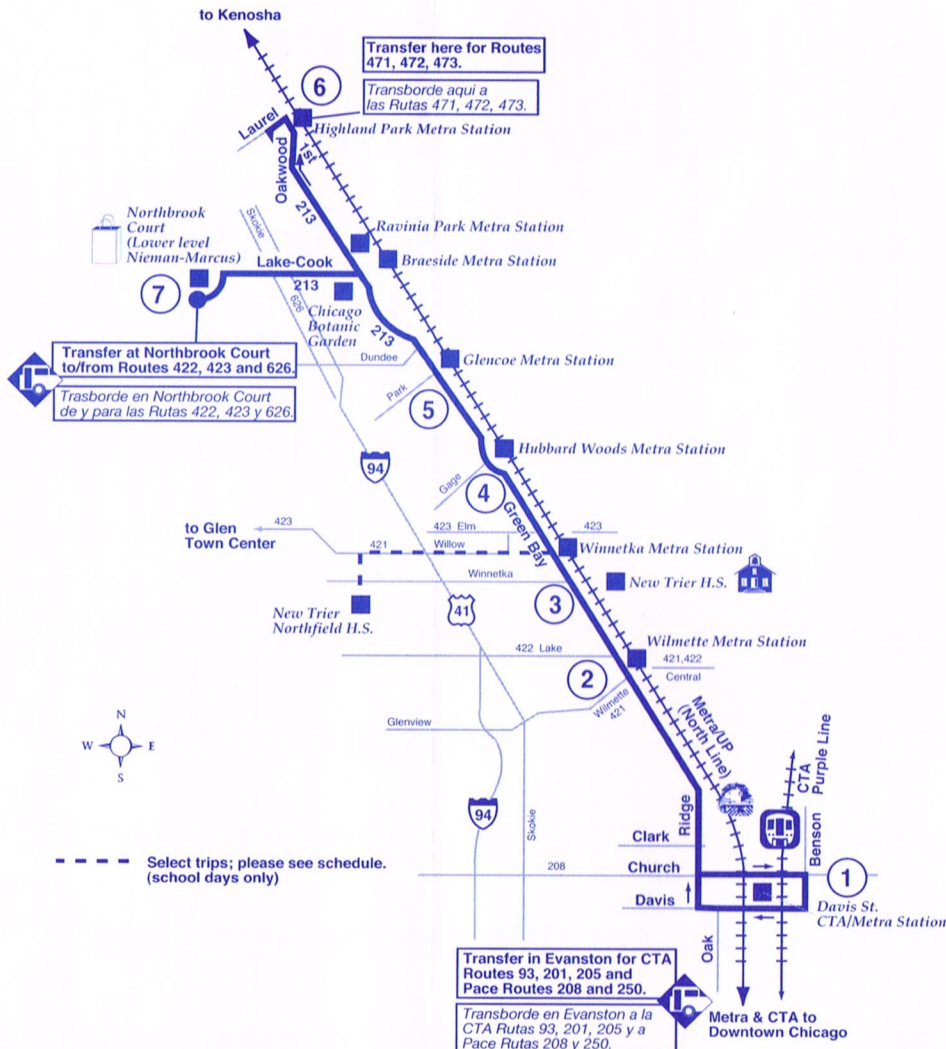 to Kenosha
Transfer here for Routes
471, 472, 473.
Transborde aqui a
las Rutas 471, 472, 473.
6
Highland Park Metra Station
Laurel
Oakwood
1st
213
Skokie
Northbrook
Court
(Lower level
Nieman-Marcus)
Ravinia Park Metra Station
Braeside Metra Station
Lake-Cook
213
626
7
Chicago
Botanic
Garden
213
Transfer at Northbrook Court
to/from Routes 422, 423 and 626.
Trasborde en Northbrook Court
de y para las Rutas 422, 423 y 626.
Dundee
Glencoe Metra Station
Park
5
Hubbard Woods Metra Station
94
Gage
4
Green Bay
to Glen
Town Center
423
423 Elm
423
421
Willow
Winnetka Metra Station
Winnetka
New Trier H.S.
New Trier
Northfield H.S.
41
3
Wilmette Metra Station
422 Lake
421,422
Central
2
Wilmette
421
Glenview
Metra/UP
(North Line)
CTA
Purple Line
N
W
E
S
94
Skokie
Ridge
Benson
Clark
Church
208
Davis
1
Davis St.
CTA/Metra Station
Select trips; please see schedule.
(school days only)
Oak
Transfer in Evanston for CTA
Routes 93, 201, 205 and
Pace Routes 208 and 250.
Transborde en Evanston a la
CTA Rutas 93, 201, 205 y a
Pace Rutas 208 y 250.
Metra & CTA to
Downtown Chicago